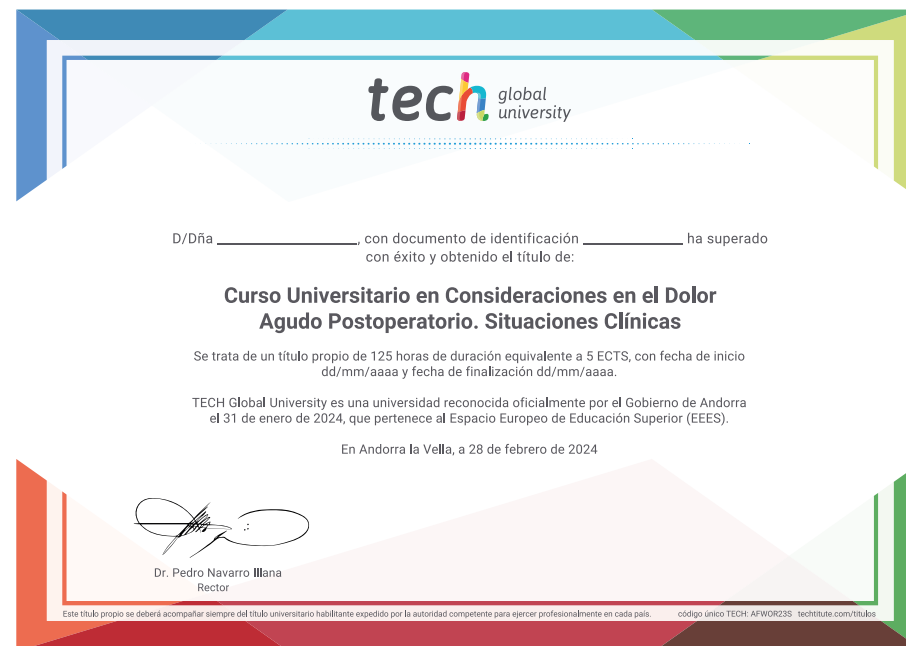 tech global university
D/Dña ____________, con documento de identificación ____________ ha superado
con éxito y obtenido el título de:
Curso Universitario en Consideraciones en el Dolor
Agudo Postoperatorio. Situaciones Clínicas
Se trata de un título propio de 125 horas de duración equivalente a 5 ECTS, con fecha de inicio
dd/mm/aaaa y fecha de finalización dd/mm/aaaa.
TECH Global University es una universidad reconocida oficialmente por el Gobierno de Andorra
el 31 de enero de 2024, que pertenece al Espacio Europeo de Educación Superior (EEES).
En Andorra la Vella, a 28 de febrero de 2024
Dr. Pedro Navarro Illana
Rector
Este título propio se deberá acompañar siempre del título universitario habilitante expedido por la autoridad competente para ejercer profesionalmente en cada país. código único TECH: AFWOR23S techtitute.com/titulos